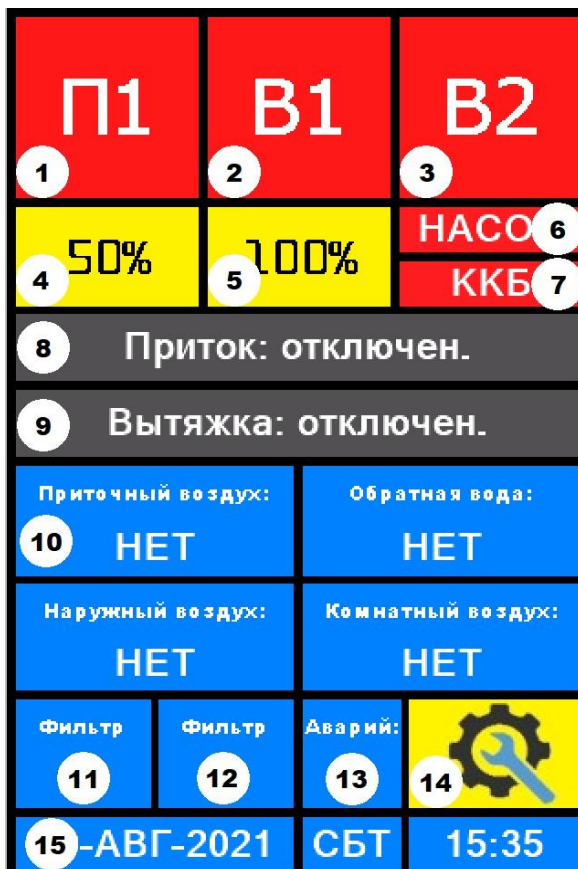 П1 В1 В2
1 2 3
50% 100% НАСО 6
4 5 ККБ 7
8 Приток: отключен.
9 Вытяжка: отключен.
Приточный воздух: Обратная вода:
10 НЕТ НЕТ
Наружный воздух: Комнатный воздух:
НЕТ НЕТ
Фильтр Фильтр Аварий:
11 12 13 14
15 -АВГ-2021 СБТ 15:35